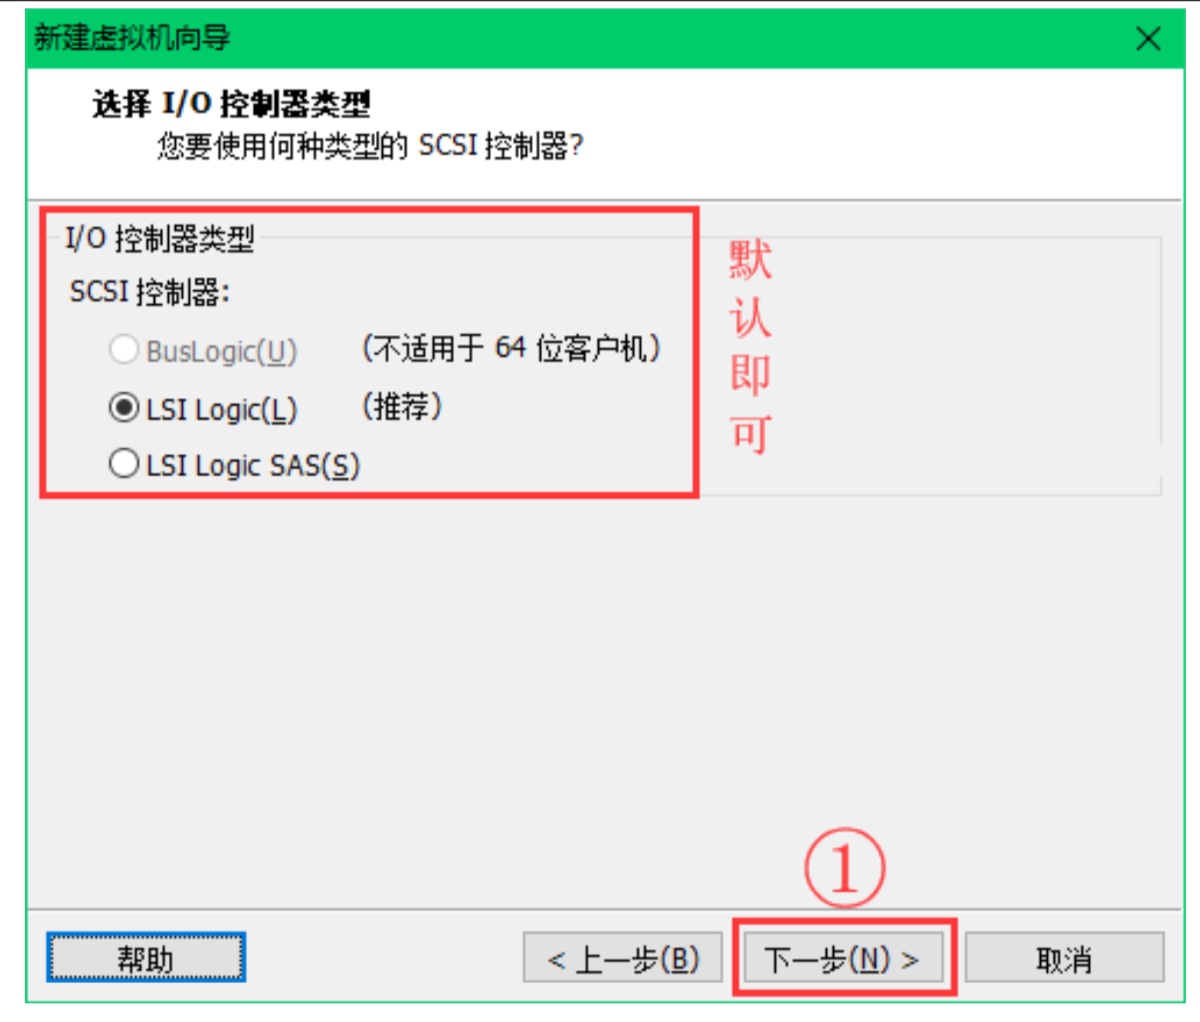 新建虚拟机向导
选择 I/O 控制器类型
您要使用何种类型的 SCSI 控制器?
I/O 控制器类型
SCSI 控制器:
BusLogic(U) (不适用于 64 位客户机)
LSI Logic(L) (推荐)
LSI Logic SAS(S)
默
认
即
可
①
帮助 < 上一步(B) 下一步(N) > 取消